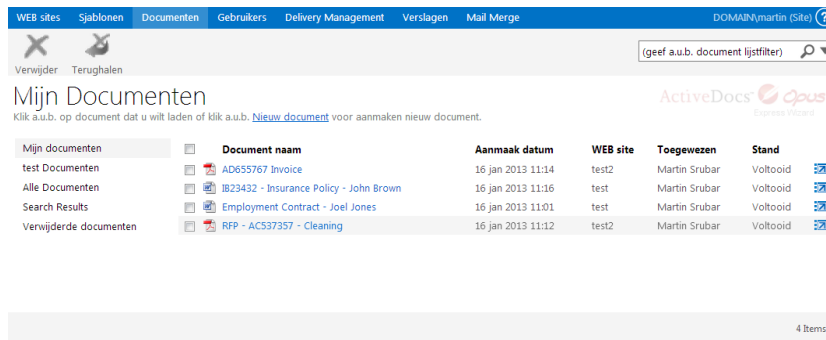 WEB sites Sjablonen Documenten Gebruikers Delivery Management Verslagen Mail Merge DOMAIN\martin (Site) ?
(geef a.u.b. document lijstfilter)
Verwijder Terughalen
Mijn Documenten
ActiveDocs Opus
Express Wizard
Klik a.u.b. op document dat u wilt laden of klik a.u.b. Nieuw document voor aanmaken nieuw document.
Mijn documenten
test Documenten
Alle Documenten
Search Results
Verwijderde documenten
Document naam Aanmaak datum WEB site Toegewezen Stand
AD655767 Invoice 16 jan 2013 11:14 test2 Martin Srubar Voltooid
IB23432 - Insurance Policy - John Brown 16 jan 2013 11:16 test Martin Srubar Voltooid
Employment Contract - Joel Jones 16 jan 2013 11:01 test Martin Srubar Voltooid
RFP - AC537357 - Cleaning 16 jan 2013 11:12 test2 Martin Srubar Voltooid
4 Items